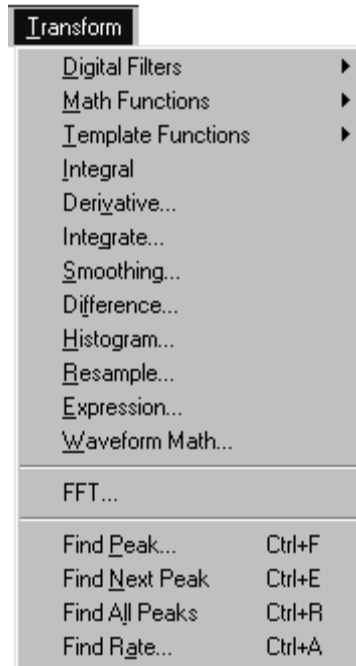 Transform
Digital Filters
Math Functions
Template Functions
Integral
Derivative...
Integrate...
Smoothing...
Difference...
Histogram...
Resample...
Expression...
Waveform Math...
FFT...
Find Peak... Ctrl+F
Find Next Peak Ctrl+E
Find All Peaks Ctrl+R
Find Rate... Ctrl+A